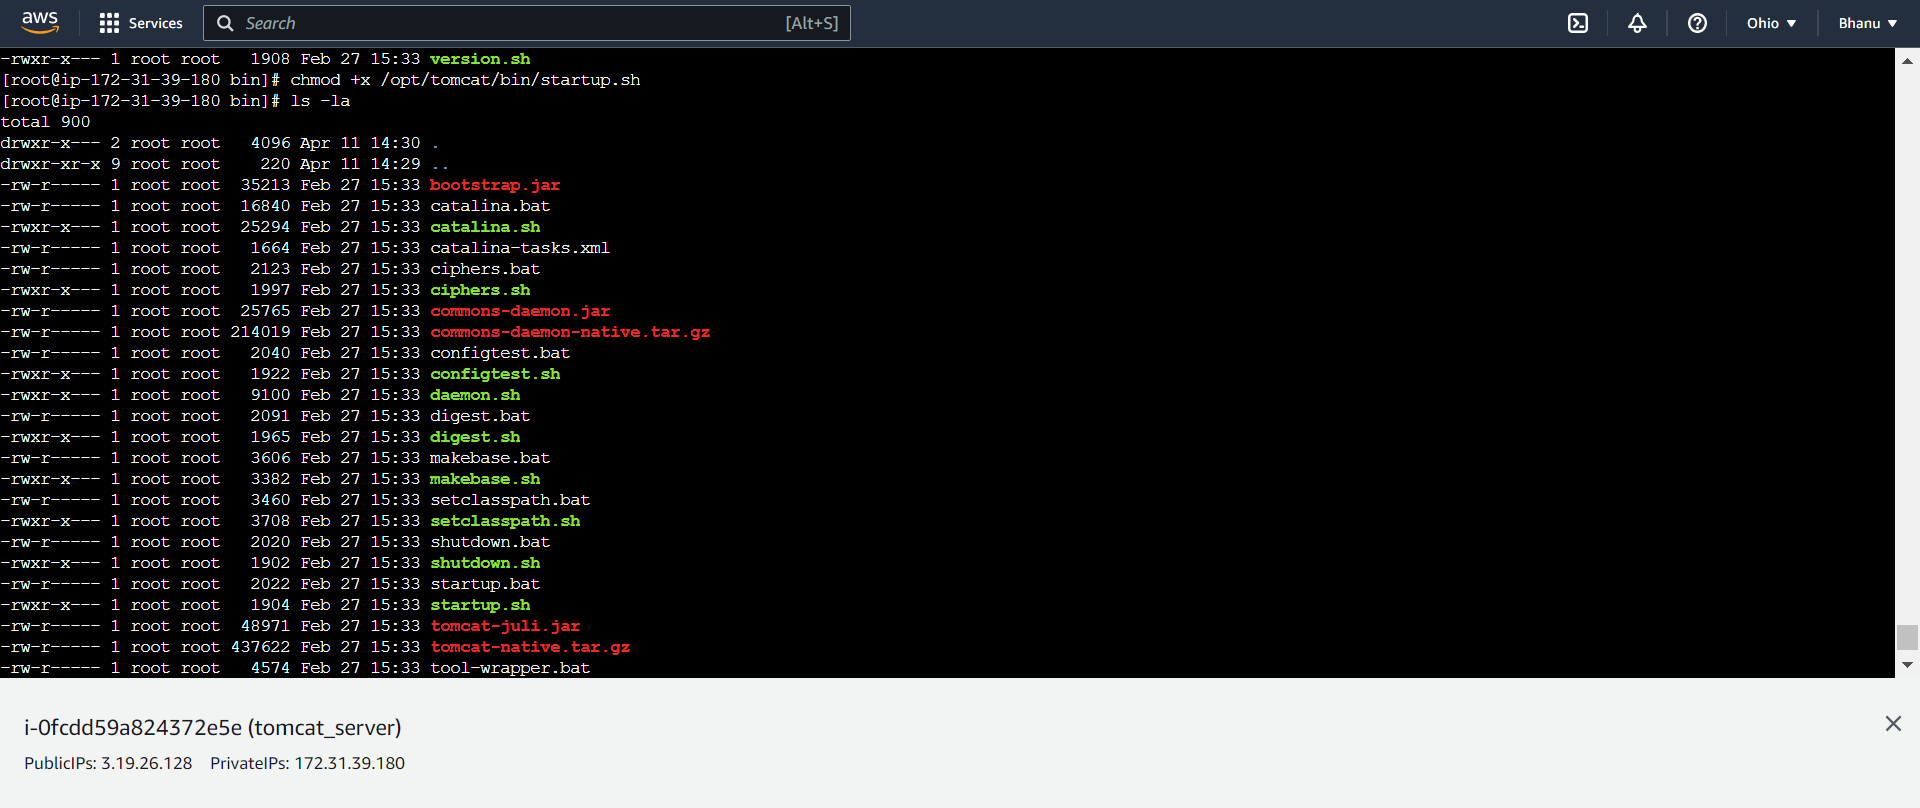 aws Services Search [Alt+S] Ohio Bhanu
-rwxr-x--- 1 root root   1908 Feb 27 15:33 version.sh
[root@ip-172-31-39-180 bin]# chmod +x /opt/tomcat/bin/startup.sh
[root@ip-172-31-39-180 bin]# ls -la
total 900
drwxr-x--- 2 root root   4096 Apr 11 14:30 .
drwxr-xr-x 9 root root    220 Apr 11 14:29 ..
-rw-r----- 1 root root  35213 Feb 27 15:33 bootstrap.jar
-rw-r----- 1 root root  16840 Feb 27 15:33 catalina.bat
-rwxr-x--- 1 root root  25294 Feb 27 15:33 catalina.sh
-rw-r----- 1 root root   1664 Feb 27 15:33 catalina-tasks.xml
-rw-r----- 1 root root   2123 Feb 27 15:33 ciphers.bat
-rwxr-x--- 1 root root   1997 Feb 27 15:33 ciphers.sh
-rw-r----- 1 root root  25765 Feb 27 15:33 commons-daemon.jar
-rw-r----- 1 root root 214019 Feb 27 15:33 commons-daemon-native.tar.gz
-rw-r----- 1 root root   2040 Feb 27 15:33 configtest.bat
-rwxr-x--- 1 root root   1922 Feb 27 15:33 configtest.sh
-rwxr-x--- 1 root root   9100 Feb 27 15:33 daemon.sh
-rw-r----- 1 root root   2091 Feb 27 15:33 digest.bat
-rwxr-x--- 1 root root   1965 Feb 27 15:33 digest.sh
-rw-r----- 1 root root   3606 Feb 27 15:33 makebase.bat
-rwxr-x--- 1 root root   3382 Feb 27 15:33 makebase.sh
-rw-r----- 1 root root   3460 Feb 27 15:33 setclasspath.bat
-rwxr-x--- 1 root root   3708 Feb 27 15:33 setclasspath.sh
-rw-r----- 1 root root   2020 Feb 27 15:33 shutdown.bat
-rwxr-x--- 1 root root   1902 Feb 27 15:33 shutdown.sh
-rw-r----- 1 root root   2022 Feb 27 15:33 startup.bat
-rwxr-x--- 1 root root   1904 Feb 27 15:33 startup.sh
-rw-r----- 1 root root  48971 Feb 27 15:33 tomcat-juli.jar
-rw-r----- 1 root root 437622 Feb 27 15:33 tomcat-native.tar.gz
-rw-r----- 1 root root   4574 Feb 27 15:33 tool-wrapper.bat
i-0fcdd59a824372e5e (tomcat_server)
PublicIPs: 3.19.26.128 PrivateIPs: 172.31.39.180